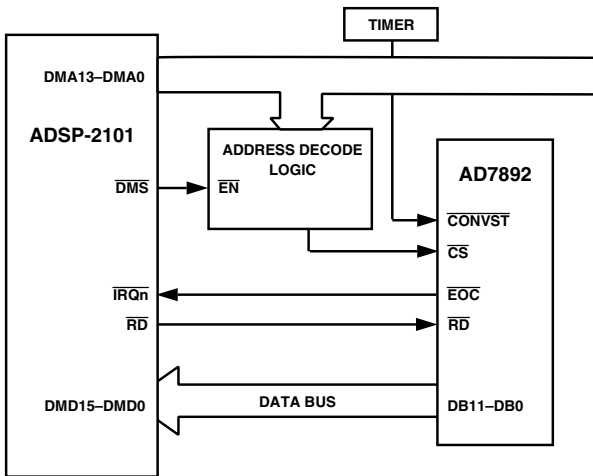 TIMER
DMA13–DMA0
ADSP-2101
ADDRESS DECODE
LOGIC
AD7892
DMS
EN
CONVST
CS
IRQn
EOC
RD
RD
DMD15–DMD0
DATA BUS
DB11–DB0